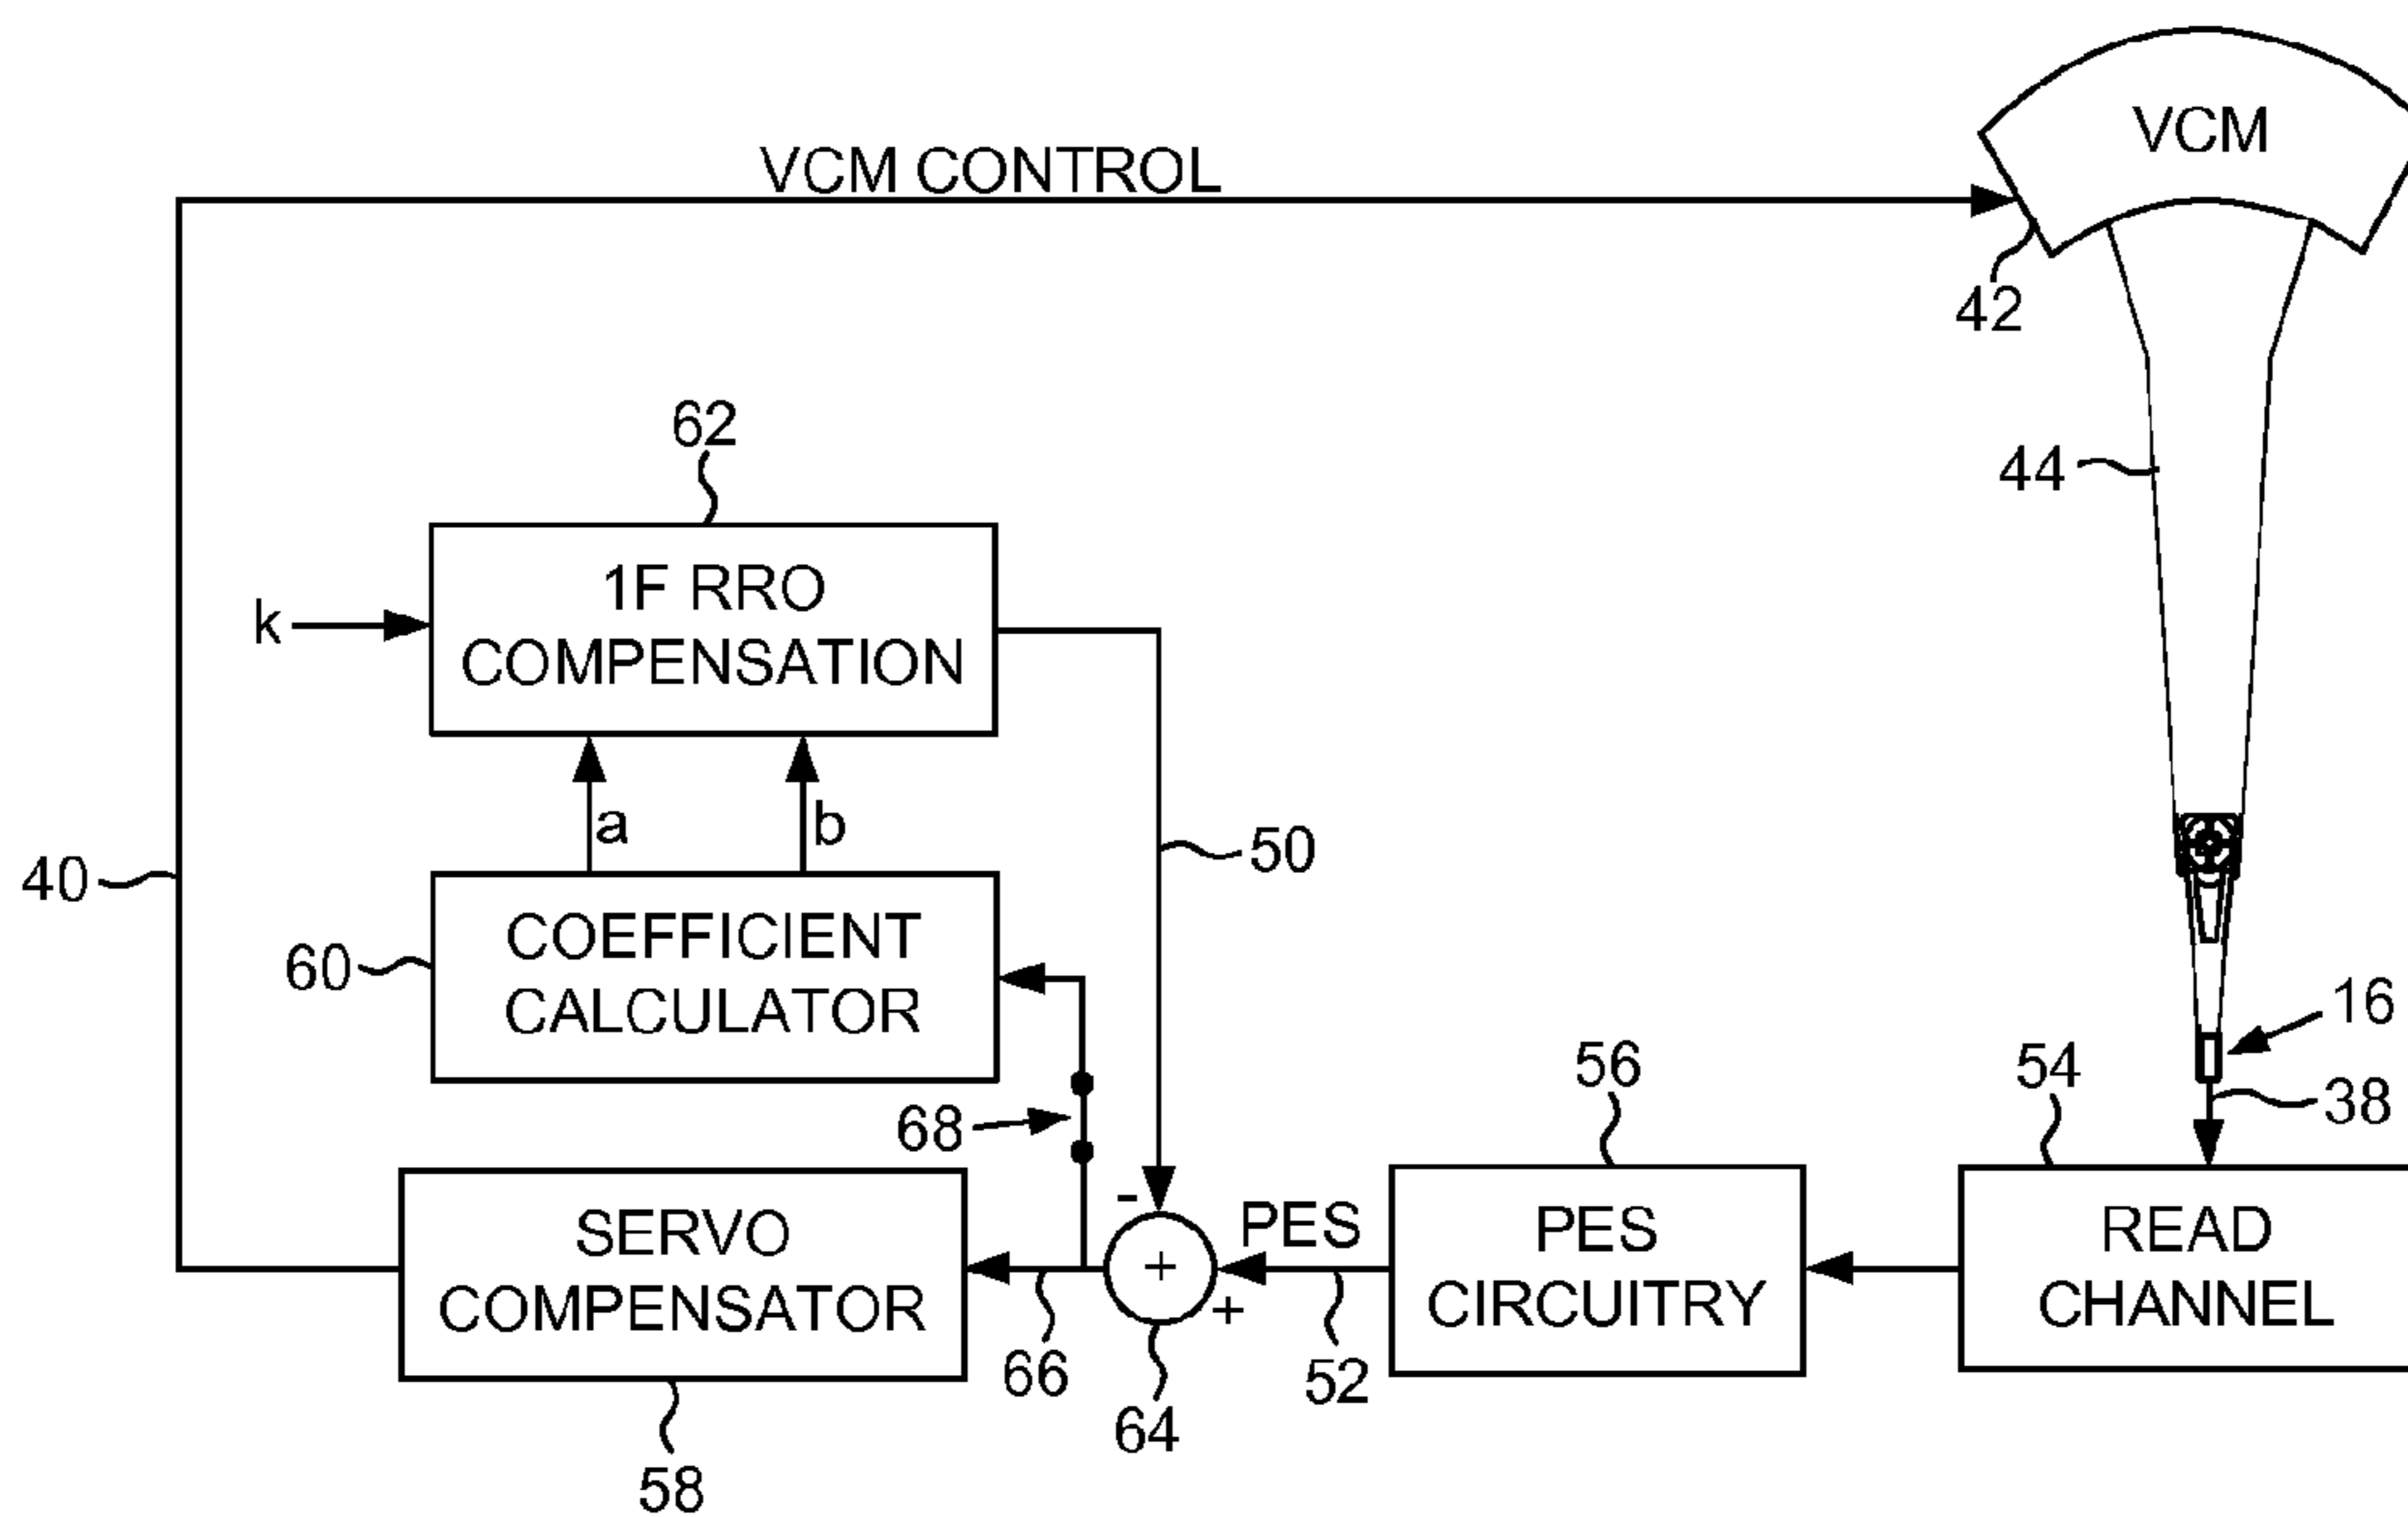 VCM
VCM CONTROL
42
62
44
1F RRO
COMPENSATION
k
a
b
50
40
COEFFICIENT
CALCULATOR
60
16
54
56
38
68
-
PES
SERVO
COMPENSATOR
+
PES
CIRCUITRY
READ
CHANNEL
+
66
52
64
58